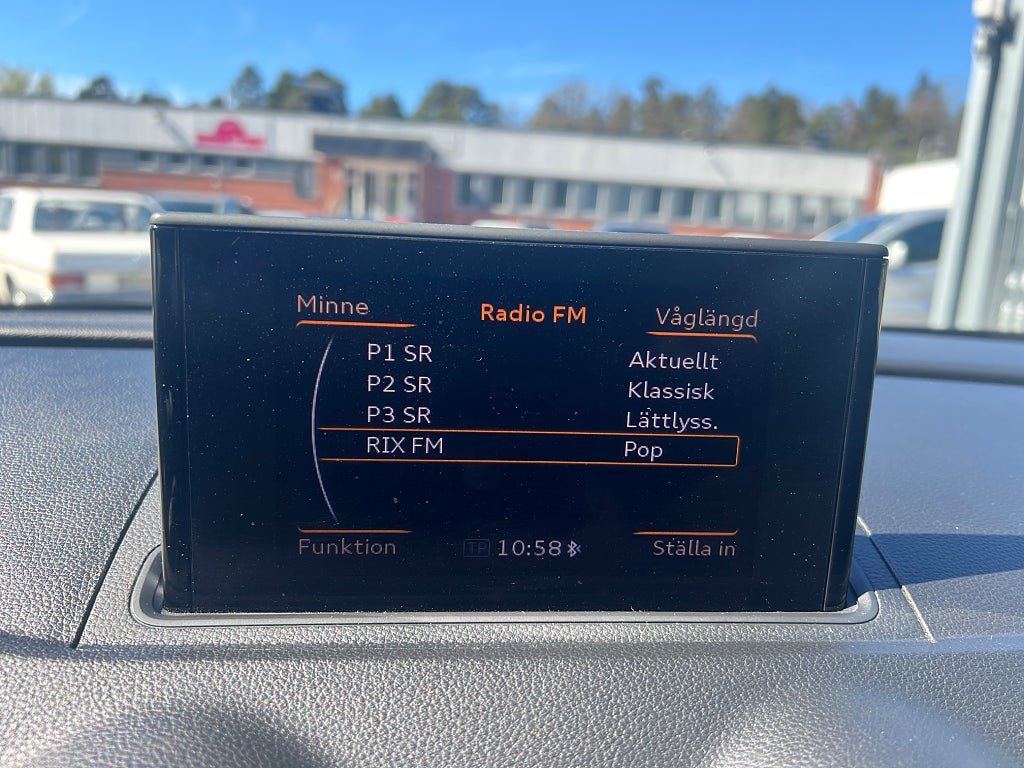 Minne Radio FM Våglängd
P1 SR Aktuellt
P2 SR Klassisk
P3 SR Lättlyss.
RIX FM Pop
Funktion TP 10:58 Ställa in